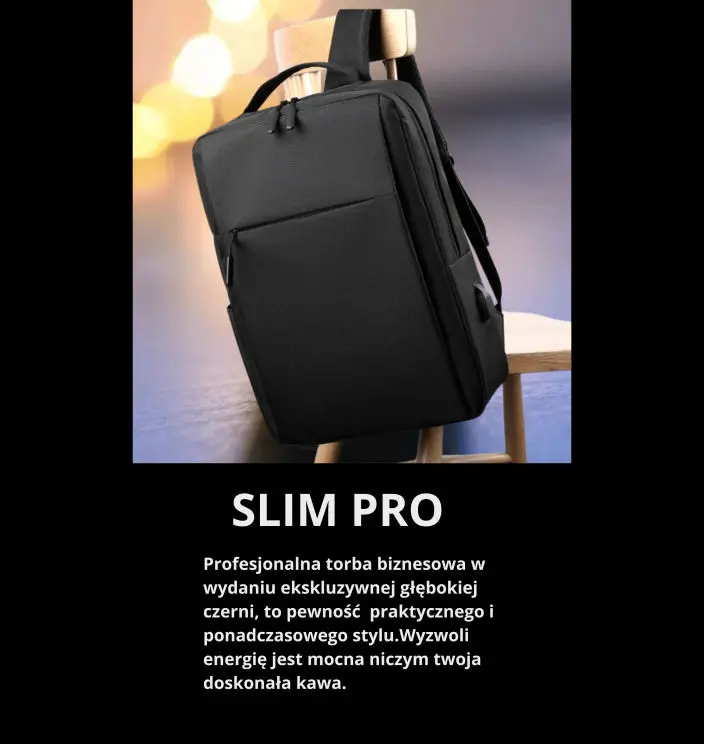 SLIM PRO
Profesjonalna torba biznesowa w
wydaniu ekskluzywnej głębokiej
czerni, to pewność  praktycznego i
ponadczasowego stylu.Wyzwoli
energię jest mocna niczym twoja
doskonała kawa.